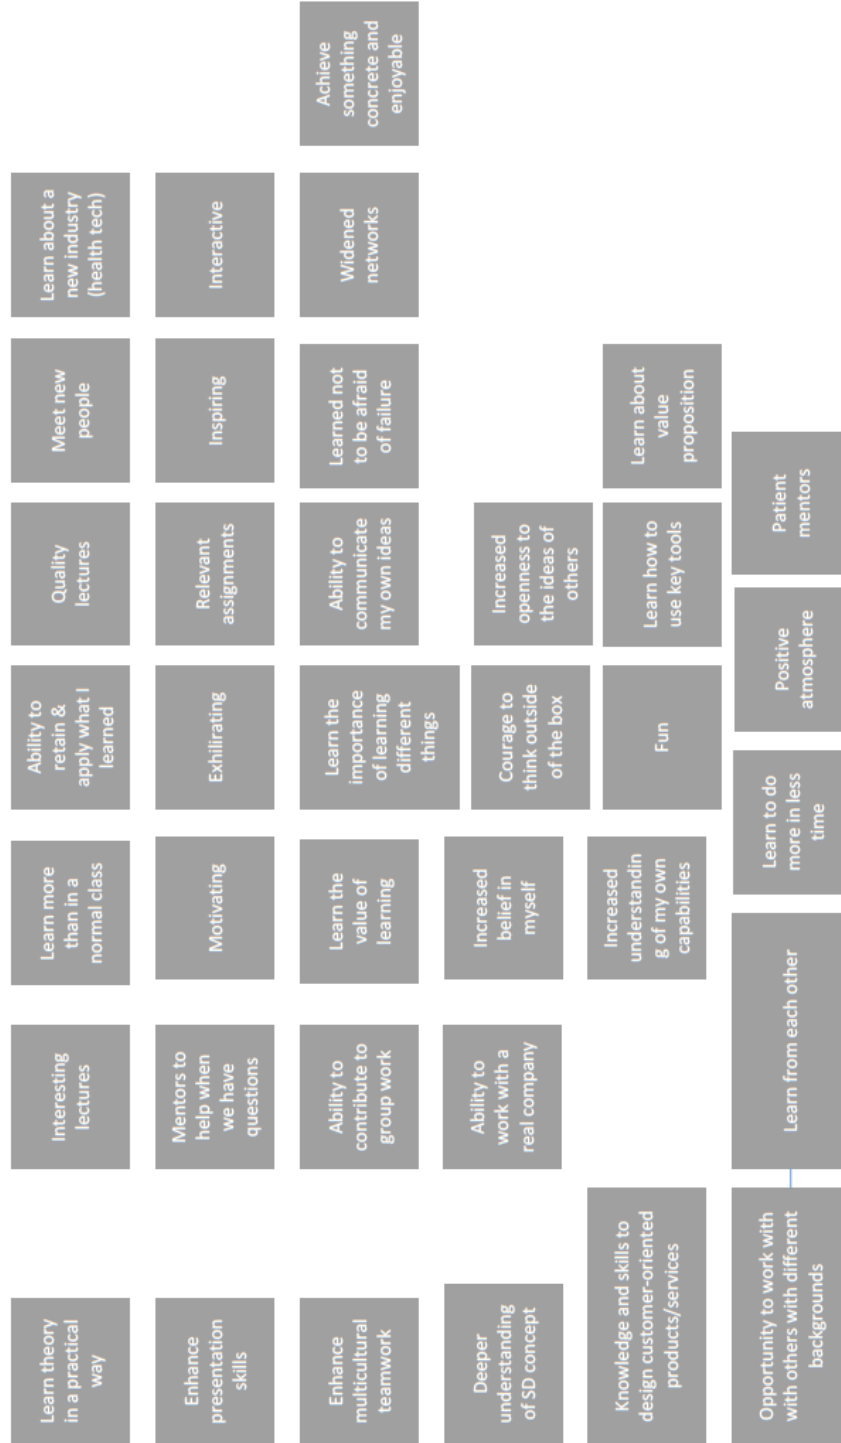 Learn theory
in a practical
way
Interesting
lectures
Learn more
than in a
normal class
Ability to
retain &
apply what I
learned
Quality
lectures
Meet new
people
Learn about a
new industry
(health tech)
Enhance
presentation
skills
Mentors to
help when
we have
questions
Motivating
Exhilirating
Relevant
assignments
Inspiring
Interactive
Enhance
multicultural
teamwork
Ability to
contribute to
group work
Learn the
value of
learning
Learn the
importance
of learning
different
things
Ability to
communicate
my own ideas
Learned not
to be afraid
of failure
Widened
networks
Achieve
something
concrete and
enjoyable
Deeper
understanding
of SD concept
Ability to
work with a
real company
Increased
belief in
myself
Courage to
think outside
of the box
Increased
openness to
the ideas of
others
Knowledge and skills to
design customer-oriented
products/services
Increased
understandin
g of my own
capabilities
Fun
Learn how to
use key tools
Learn about
value
proposition
Opportunity to work with
with others with different
backgrounds
Learn from each other
Learn to do
more in less
time
Positive
atmosphere
Patient
mentors